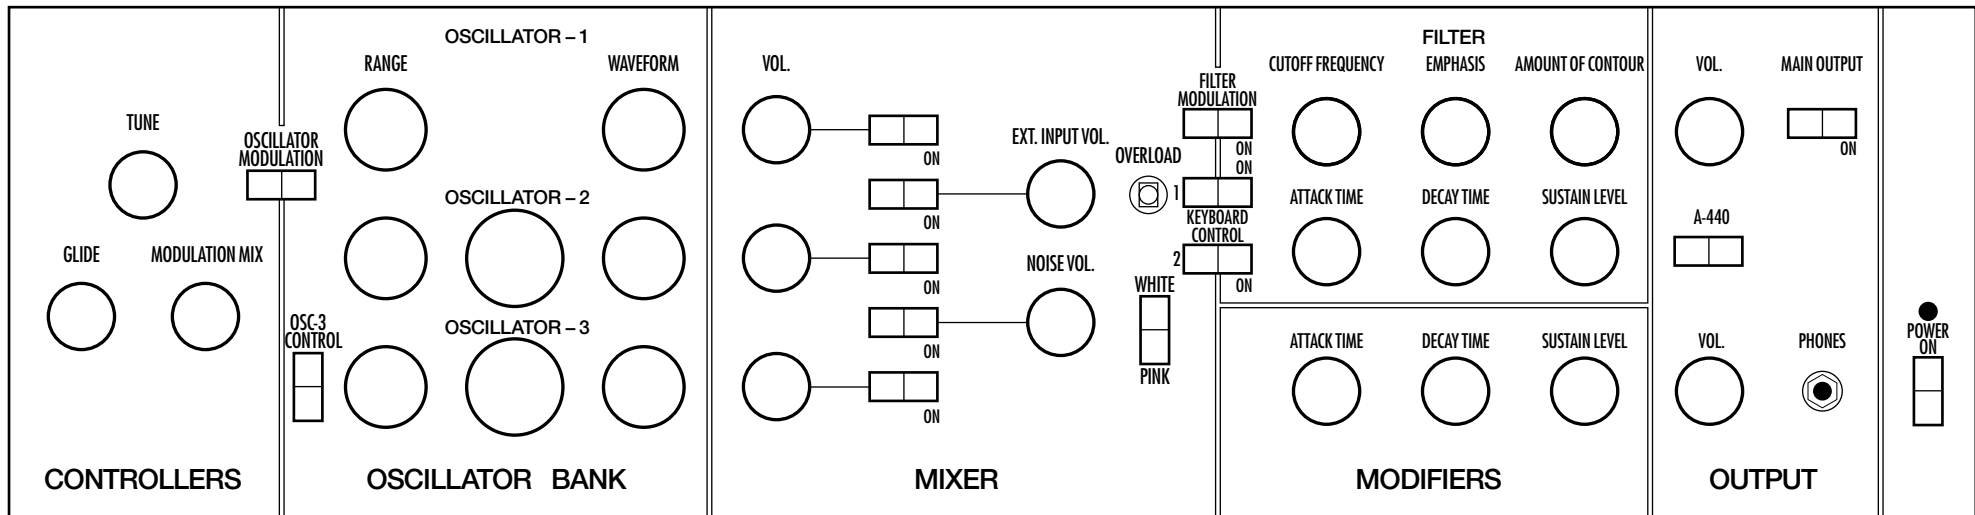 TUNE
GLIDE
MODULATION MIX
CONTROLLERS
OSCILLATOR
MODULATION
OSC-3
CONTROL
OSCILLATOR – 1
RANGE
WAVEFORM
OSCILLATOR – 2
OSCILLATOR – 3
OSCILLATOR BANK
VOL.
ON
ON
ON
ON
ON
EXT. INPUT VOL.
NOISE VOL.
OVERLOAD
WHITE
PINK
MIXER
FILTER
MODULATION
ON
ON
1
KEYBOARD
CONTROL
2
ON
FILTER
CUTOFF FREQUENCY
EMPHASIS
AMOUNT OF CONTOUR
ATTACK TIME
DECAY TIME
SUSTAIN LEVEL
ATTACK TIME
DECAY TIME
SUSTAIN LEVEL
MODIFIERS
VOL.
MAIN OUTPUT
ON
A-440
VOL.
PHONES
OUTPUT
POWER
ON